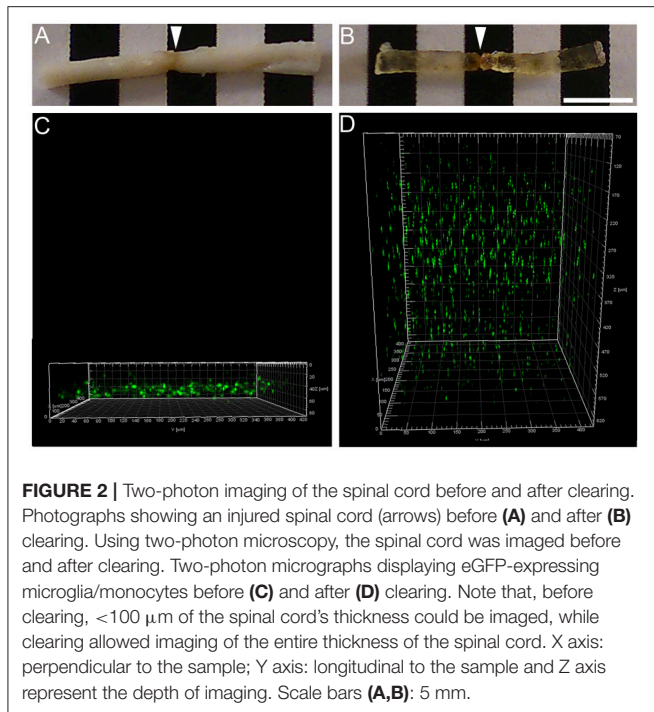 A
B
C
D
FIGURE 2 | Two-photon imaging of the spinal cord before and after clearing.
Photographs showing an injured spinal cord (arrows) before (A) and after (B)
clearing. Using two-photon microscopy, the spinal cord was imaged before
and after clearing. Two-photon micrographs displaying eGFP-expressing
microglia/monocytes before (C) and after (D) clearing. Note that, before
clearing, <100 μm of the spinal cord's thickness could be imaged, while
clearing allowed imaging of the entire thickness of the spinal cord. X axis:
perpendicular to the sample; Y axis: longitudinal to the sample and Z axis
represent the depth of imaging. Scale bars (A,B): 5 mm.